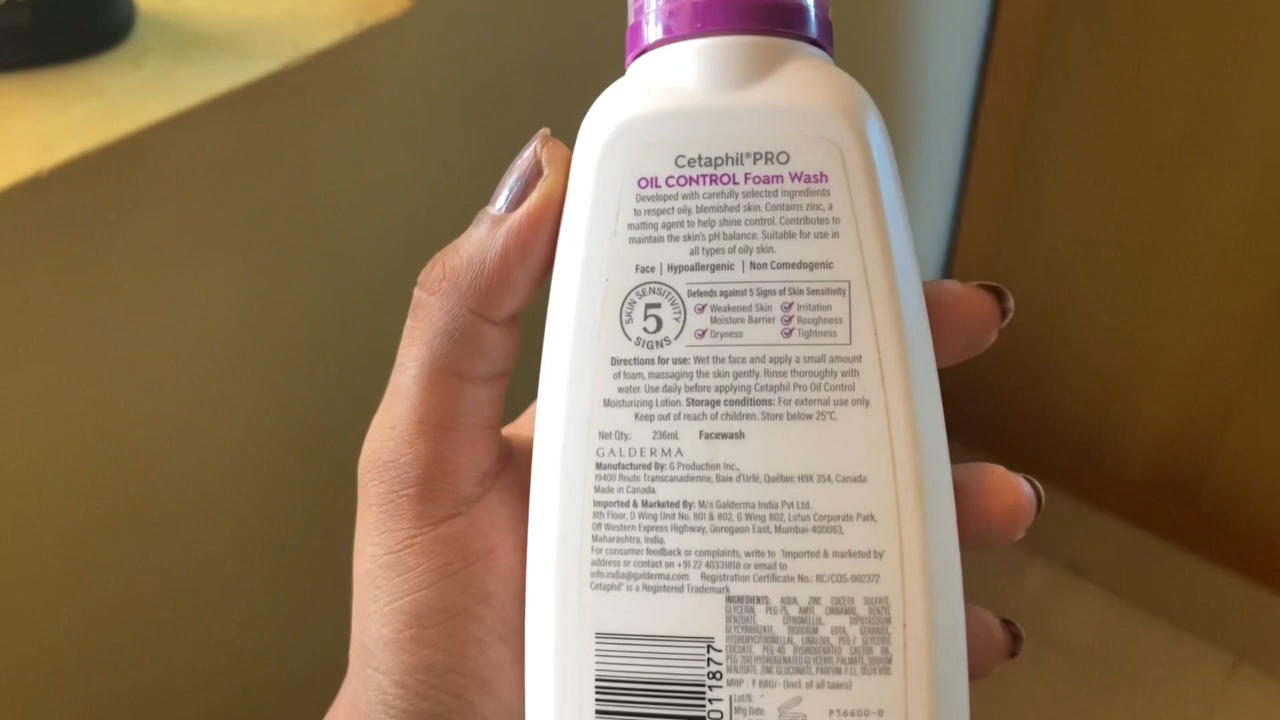 Cetaphil®PRO
OIL CONTROL Foam Wash
Developed with carefully selected ingredients
to respect oily, blemished skin. Contains zinc, a
matting agent to help shine control. Contributes to
maintain the skin's pH balance. Suitable for use in
all types of oily skin.
Face | Hypoallergenic | Non Comedogenic
SKIN SENSITIVITY
5
SIGNS
Defends against 5 Signs of Skin Sensitivity
Weakened Skin Irritation
Moisture Barrier Roughness
Dryness Tightness
Directions for use: Wet the face and apply a small amount
of foam, massaging the skin gently. Rinse thoroughly with
water. Use daily before applying Cetaphil Pro Oil Control
Moisturizing Lotion. Storage conditions: For external use only.
Keep out of reach of children. Store below 25°C.
Net Qty.: 236mL Facewash
GALDERMA
Manufactured By: G Production Inc.,
19400 Route Transcanadienne, Baie d'Urfé, Québec H9X 3S4, Canada.
Made in Canada.
Imported & Marketed By: M/s Galderma India Pvt Ltd.
8th Floor, D Wing Unit No. 801 & 802, G Wing 802, Lotus Corporate Park,
Off Western Express Highway, Goregaon East, Mumbai-400063,
Maharashtra, India.
For consumer feedback or complaints, write to 'Imported & marketed by'
address or contact on +91 22 40331818 or email to
info.india@galderma.com Registration Certificate No.: RC/COS-002372
Cetaphil® is a Registered Trademark
INGREDIENTS: AQUA, ZINC COCETH SULFATE,
GLYCERIN, PEG-75, AMYL CINNAMAL, BENZYL
BENZOATE, CITRONELLOL, DIPOTASSIUM
GLYCYRRHIZATE, DISODIUM EDTA, GERANIOL,
HYDROXYCITRONELLAL, LINALOOL, PEG-7 GLYCERYL
COCOATE, PEG-40 HYDROGENATED CASTOR OIL,
PEG-200 HYDROGENATED GLYCERYL PALMATE, SODIUM
BENZOATE, ZINC GLUCONATE, PARFUM
MRP : ₹ 880/- (Incl. of all taxes)
011877
Mfg Date:
P56600-0